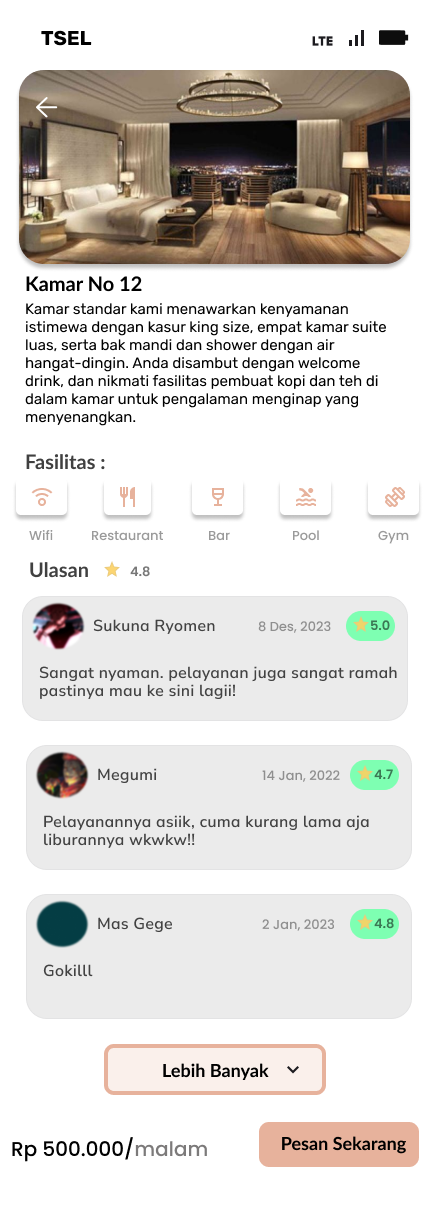 TSEL
LTE
Kamar No 12
Kamar standar kami menawarkan kenyamanan
istimewa dengan kasur king size, empat kamar suite
luas, serta bak mandi dan shower dengan air
hangat-dingin. Anda disambut dengan welcome
drink, dan nikmati fasilitas pembuat kopi dan teh di
dalam kamar untuk pengalaman menginap yang
menyenangkan.
Fasilitas :
Wifi Restaurant Bar Pool Gym
Ulasan 4.8
Sukuna Ryomen 8 Des, 2023 5.0
Sangat nyaman. pelayanan juga sangat ramah
pastinya mau ke sini lagii!
Megumi 14 Jan, 2022 4.7
Pelayanannya asiik, cuma kurang lama aja
liburannya wkwkw!!
Mas Gege 2 Jan, 2023 4.8
Gokilll
Lebih Banyak
Rp 500.000/malam Pesan Sekarang